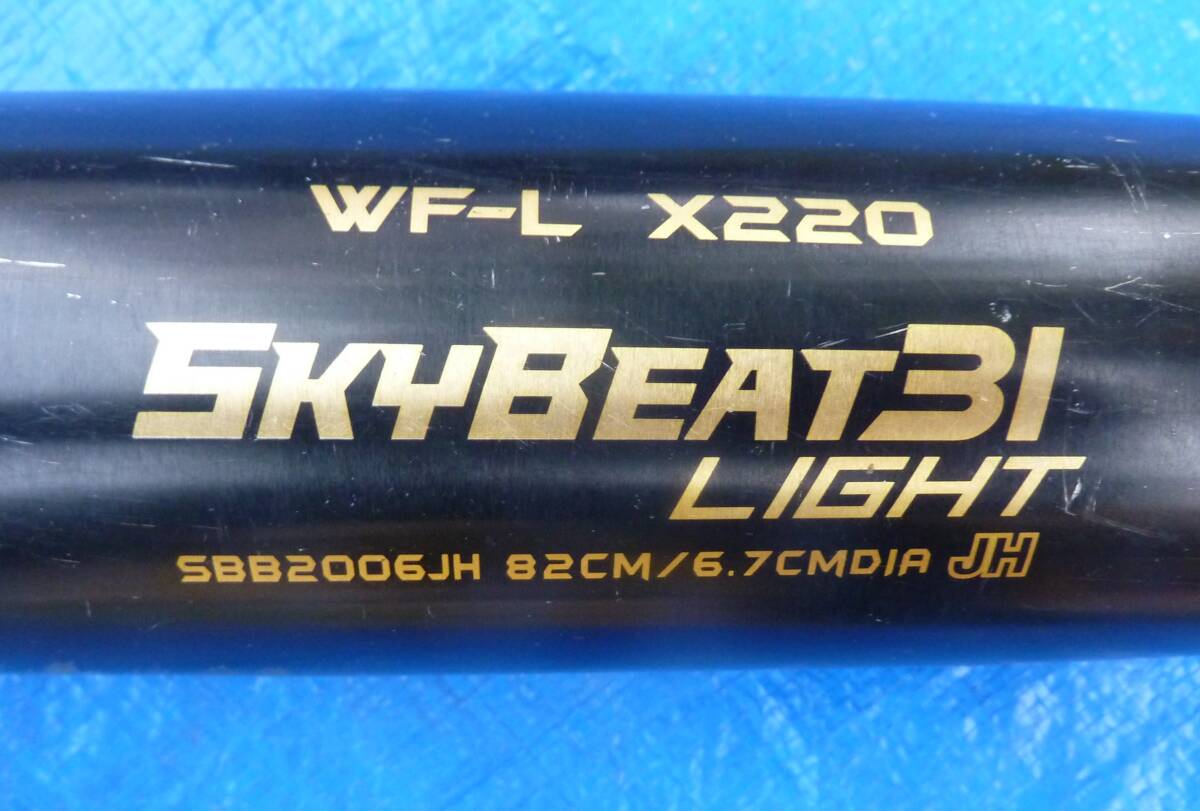 WF-L X220
SKYBEAT31
LIGHT
SBB2006JH 82CM/6.7CMDIA JH